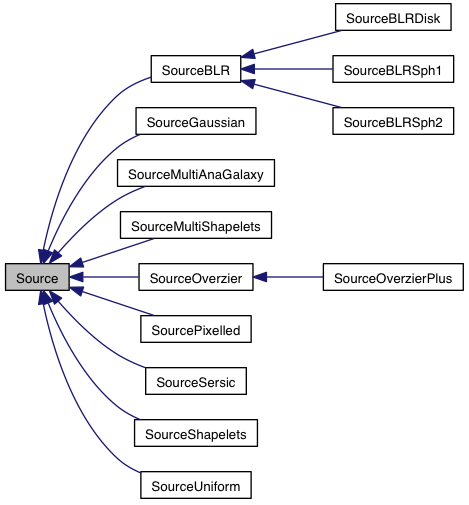 SourceBLRDisk
SourceBLR
SourceBLRSph1
SourceBLRSph2
SourceGaussian
SourceMultiAnaGalaxy
SourceMultiShapelets
Source
SourceOverzier
SourceOverzierPlus
SourcePixelled
SourceSersic
SourceShapelets
SourceUniform